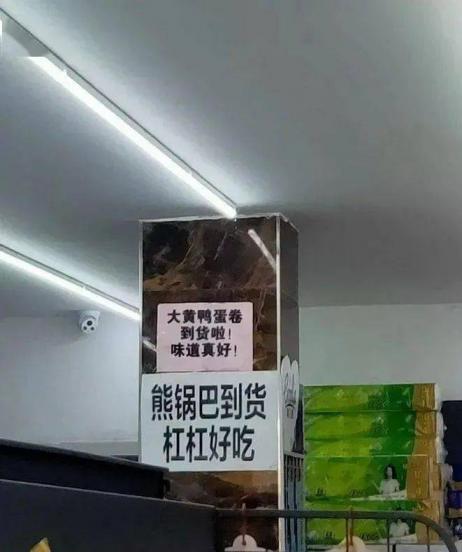 大黄鸭蛋卷
到货啦！
味道真好！
熊锅巴到货
杠杠好吃